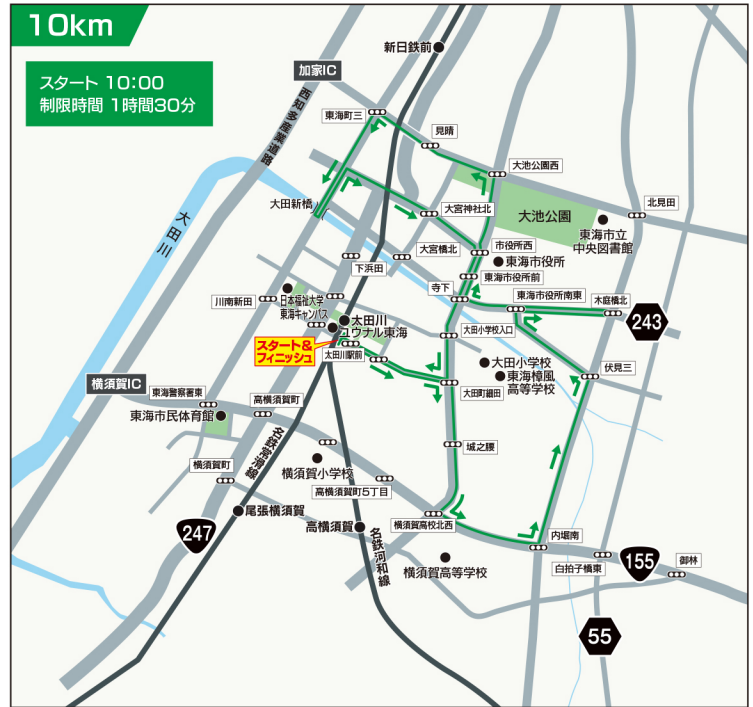 10km
スタート 10:00
制限時間 1時間30分
新日鉄前
加家IC
西知多産業道路
東海町三
見晴
大池公園西
大田新橋
大宮神社北
大池公園
北見田
東海市立
中央図書館
大田川
市役所西
大宮橋北
東海市役所
下浜田
東海市役所前
日本福祉大学
東海キャンパス
川南新田
寺下
東海市役所南東
木庭橋北
243
太田川
ユウナル東海
大田小学校入口
スタート&
フィニッシュ
太田川駅前
大田小学校
東海樟風
高等学校
伏見三
横須賀IC
東海警察署東
高横須賀町
大田町細田
東海市民体育館
名鉄常滑線
城之腰
横須賀町
横須賀小学校
高横須賀町5丁目
尾張横須賀
247
高横須賀
名鉄河和線
横須賀高校北西
内堀南
横須賀高等学校
白拍子橋東
155
御林
55